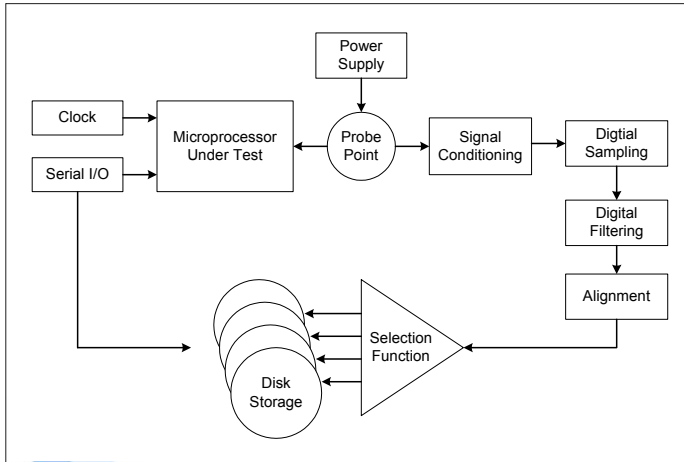 Power
Supply
Clock
Microprocessor
Under Test
Probe
Point
Signal
Conditioning
Digtial
Sampling
Serial I/O
Digital
Filtering
Alignment
Selection
Function
Disk
Storage